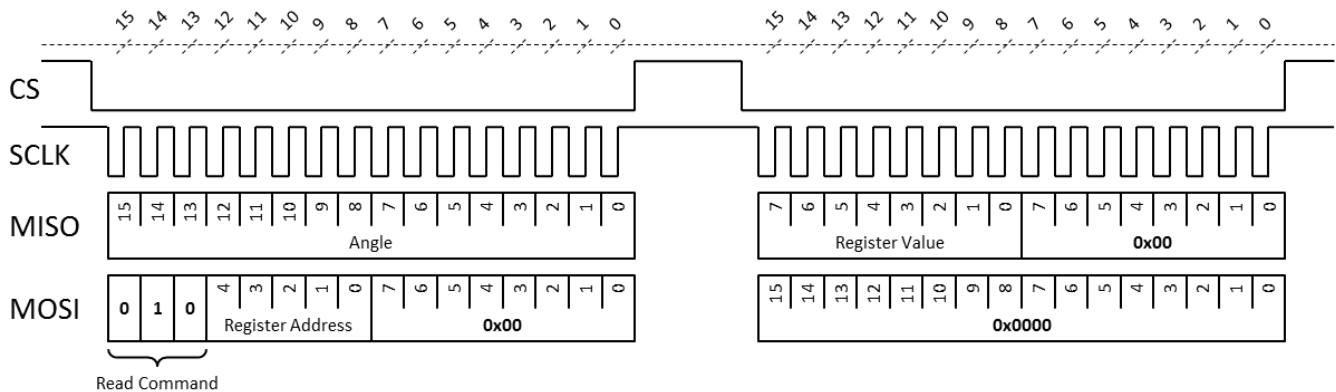 15 14 13 12 11 10 9 8 7 6 5 4 3 2 1 0 15 14 13 12 11 10 9 8 7 6 5 4 3 2 1 0
CS
SCLK
MISO 15 14 13 12 11 10 9 8 7 6 5 4 3 2 1 0 7 6 5 4 3 2 1 0 7 6 5 4 3 2 1 0
Angle Register Value 0x00
MOSI 0 1 0 4 3 2 1 0 7 6 5 4 3 2 1 0 15 14 13 12 11 10 9 8 7 6 5 4 3 2 1 0
Register Address 0x00 0x0000
Read Command